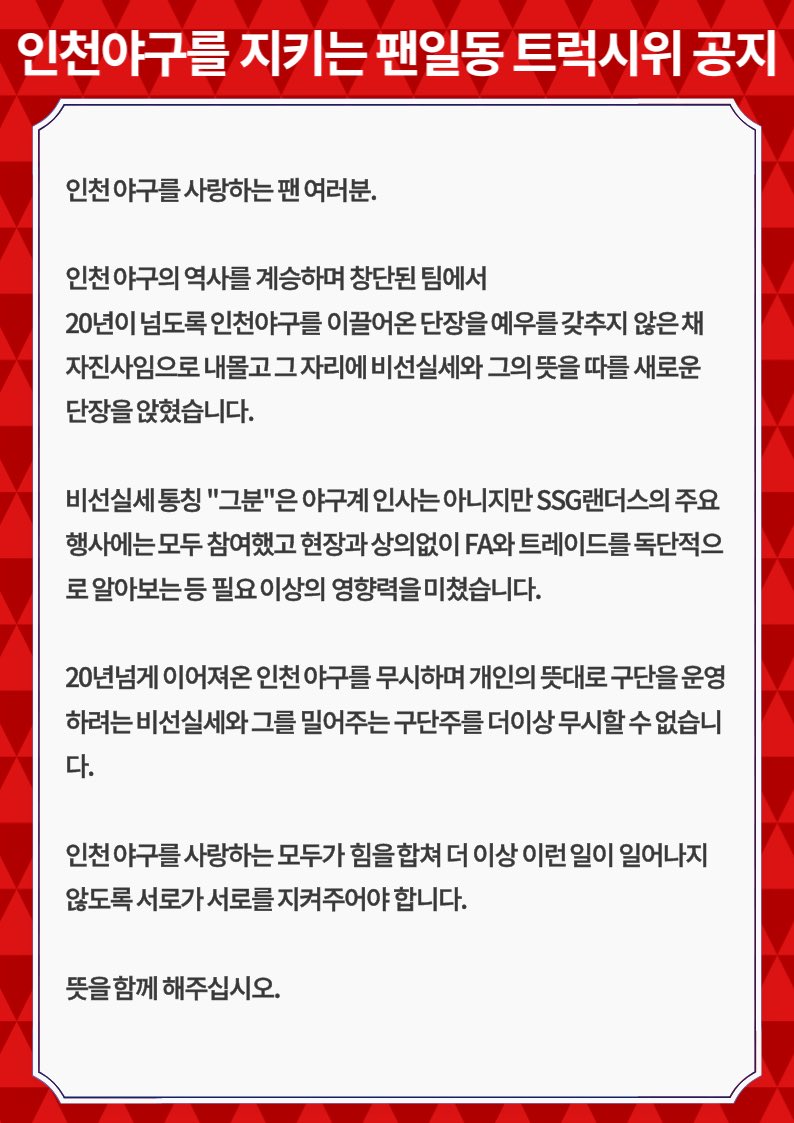 인천야구를 지키는 팬일동 트럭시위 공지
인천 야구를 사랑하는 팬 여러분.
인천 야구의 역사를 계승하며 창단된 팀에서
20년이 넘도록 인천야구를 이끌어온 단장을 예우를 갖추지 않은 채
자진사임으로 내몰고 그 자리에 비선실세와 그의 뜻을 따를 새로운
단장을 앉혔습니다.
비선실세 통칭 "그분"은 야구계 인사는 아니지만 SSG랜더스의 주요
행사에는 모두 참여했고 현장과 상의없이 FA와 트레이드를 독단적으
로 알아보는 등 필요 이상의 영향력을 미쳤습니다.
20년넘게 이어져온 인천 야구를 무시하며 개인의 뜻대로 구단을 운영
하려는 비선실세와 그를 밀어주는 구단주를 더이상 무시할 수 없습니
다.
인천 야구를 사랑하는 모두가 힘을 합쳐 더 이상 이런 일이 일어나지
않도록 서로가 서로를 지켜주어야 합니다.
뜻을 함께 해주십시오.